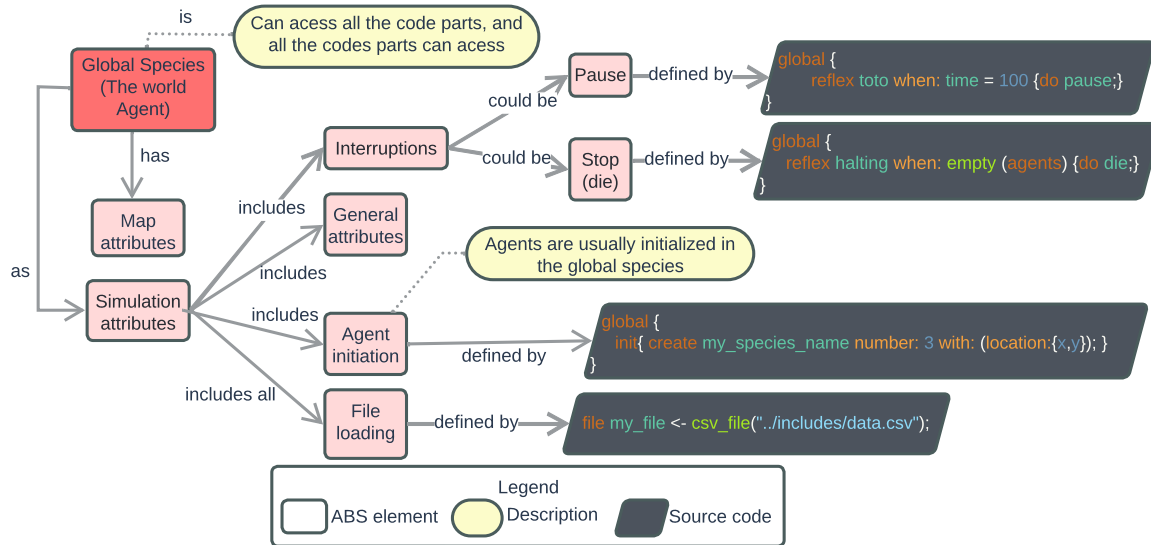 is
Can acess all the code parts, and
all the codes parts can acess
Global Species
(The world
Agent)
has
Map
attributes
as
Simulation
attributes
includes
includes
includes
includes all
Interruptions
General
attributes
Agent
initiation
File
loading
could be
could be
Pause
Stop
(die)
defined by
defined by
global {
reflex toto when: time = 100 {do pause;}
}
global {
reflex halting when: empty (agents) {do die;}
}
Agents are usually initialized in
the global species
defined by
global {
init{ create my_species_name number: 3 with: (location:{x,y}); }
}
defined by
file my_file <- csv_file("../includes/data.csv");
Legend
ABS element
Description
Source code